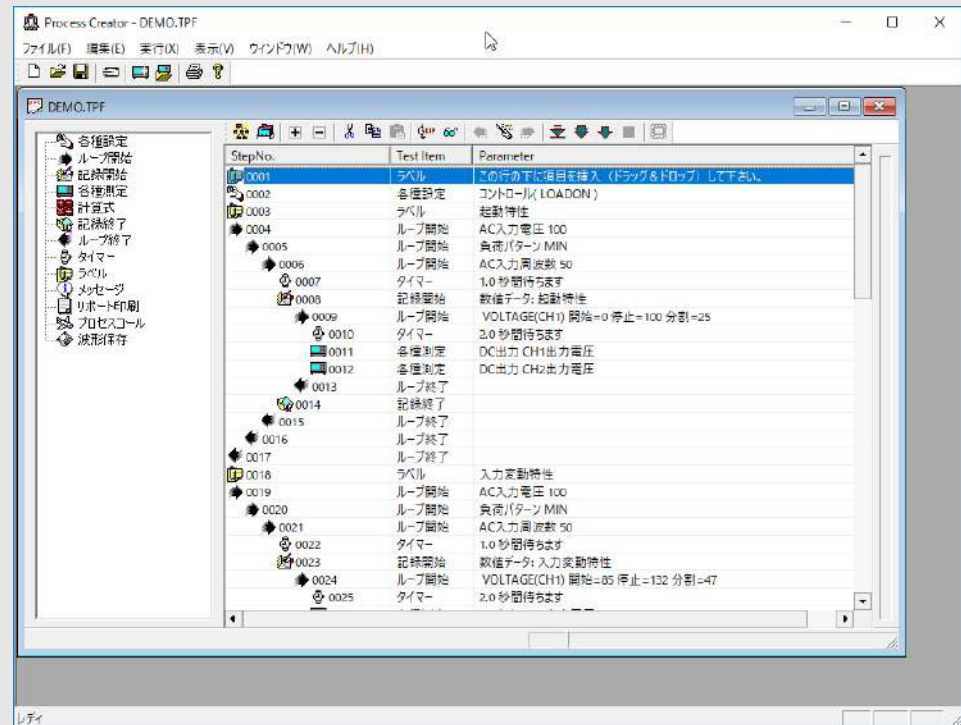 Process Creator - DEMO.TPF
ファイル(F) 編集(E) 実行(X) 表示(V) ウィンドウ(W) ヘルプ(H)
DEMO.TPF
各種設定
ループ開始
記録開始
各種測定
計算式
記録終了
ループ終了
タイマー
ラベル
メッセージ
リポート印刷
プロセスコール
波形保存
StepNo. Test Item Parameter
0001 ラベル この行の下に項目を挿入（ドラッグ＆ドロップ）して下さい。
0002 各種設定 コントロール( LOADON )
0003 ラベル 起動特性
0004 ループ開始 AC入力電圧 100
0005 ループ開始 負荷パターン MIN
0006 ループ開始 AC入力周波数 50
0007 タイマー 1.0 秒間待ちます
0008 記録開始 数値データ: 起動特性
0009 ループ開始 VOLTAGE(CH1) 開始=0 停止=100 分割=25
0010 タイマー 2.0 秒間待ちます
0011 各種測定 DC出力 CH1出力電圧
0012 各種測定 DC出力 CH2出力電圧
0013 ループ終了
0014 記録終了
0015 ループ終了
0016 ループ終了
0017 ループ終了
0018 ラベル 入力変動特性
0019 ループ開始 AC入力電圧 100
0020 ループ開始 負荷パターン MIN
0021 ループ開始 AC入力周波数 50
0022 タイマー 1.0 秒間待ちます
0023 記録開始 数値データ: 入力変動特性
0024 ループ開始 VOLTAGE(CH1) 開始=85 停止=132 分割=47
0025 タイマー 2.0 秒間待ちます
レディ